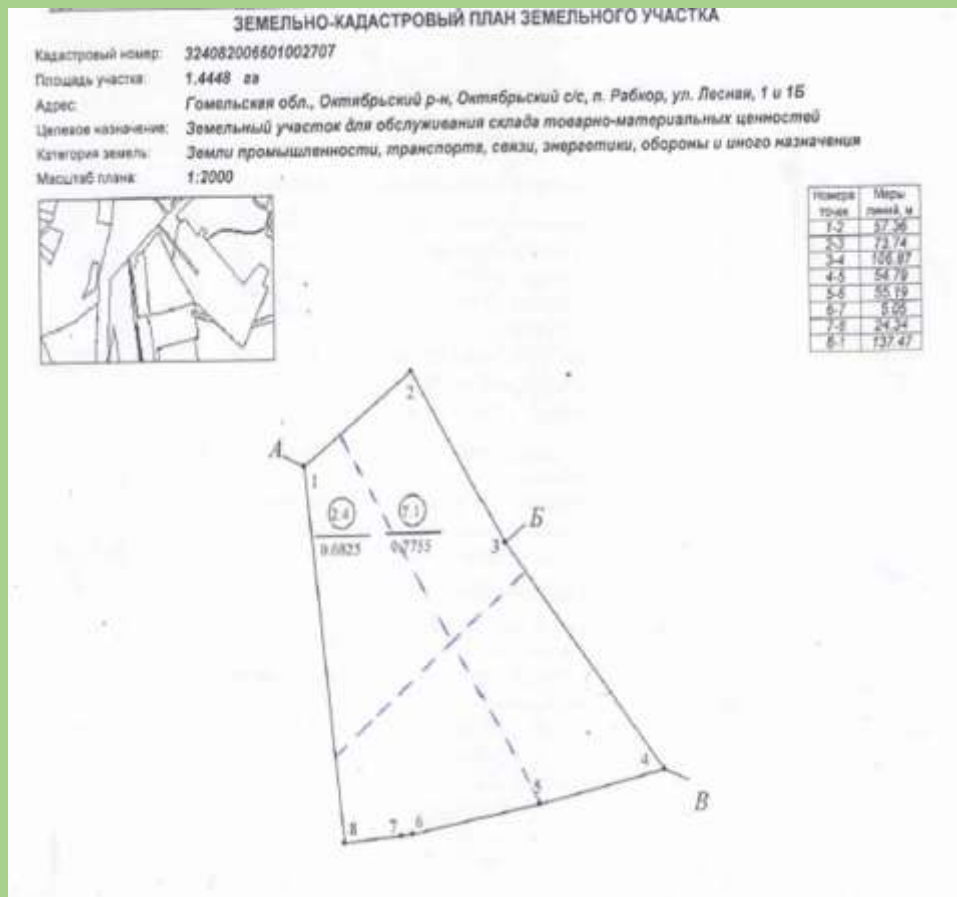 ЗЕМЕЛЬНО-КАДАСТРОВЫЙ ПЛАН ЗЕМЕЛЬНОГО УЧАСТКА
Кадастровый номер: 324082006601002707
Площадь участка: 1.4448 га
Адрес: Гомельская обл., Октябрьский р-н, Октябрьский с/с, п. Рабкор, ул. Лесная, 1 и 1Б
Целевое назначение: Земельный участок для обслуживания склада товарно-материальных ценностей
Категория земель: Земли промышленности, транспорта, связи, энергетики, обороны и иного назначения
Масштаб плана: 1:2000
Номера точек Меры линий, м
1-2 57.36
2-3 73.74
3-4 106.87
4-5 54.79
5-6 55.19
6-7 5.05
7-8 24.34
8-1 137.47
2
А
1
2.4 7.1
0.6825 0.7755
Б
3
4
5
В
8 7 6